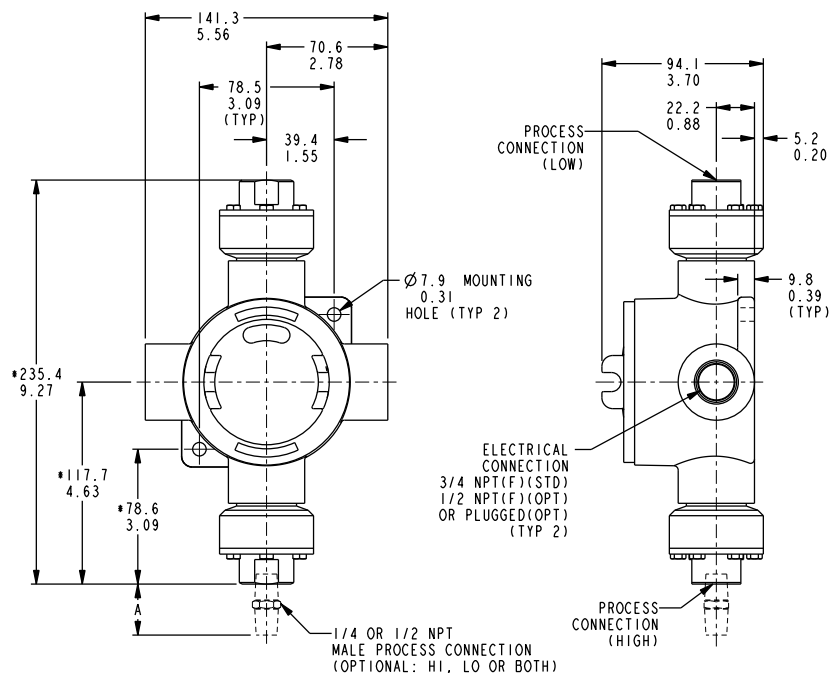 141.3
5.56
70.6
2.78
78.5
3.09
(TYP)
39.4
1.55
Ø7.9 MOUNTING
0.31
HOLE (TYP 2)
*235.4
9.27
*117.7
4.63
*78.6
3.09
A
1/4 OR 1/2 NPT
MALE PROCESS CONNECTION
(OPTIONAL: HI, LO OR BOTH)
94.1
3.70
22.2
0.88
5.2
0.20
PROCESS
CONNECTION
(LOW)
9.8
0.39
(TYP)
ELECTRICAL
CONNECTION
3/4 NPT(F)(STD)
1/2 NPT(F)(OPT)
OR PLUGGED(OPT)
(TYP 2)
PROCESS
CONNECTION
(HIGH)